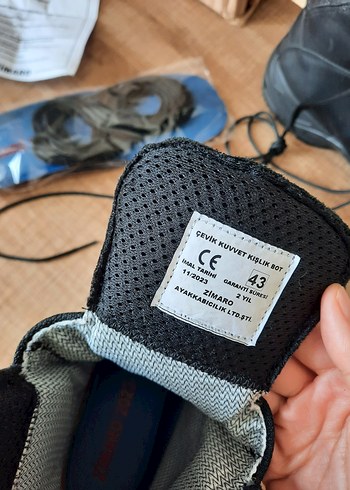 ÇEVİK KUVVET KIŞLIK BOT
CE 43
İMAL TARİHİ GARANTİ SÜRESİ
11/2023 2 YIL
ZİMARO
AYAKKABICILIK LTD.ŞTİ.